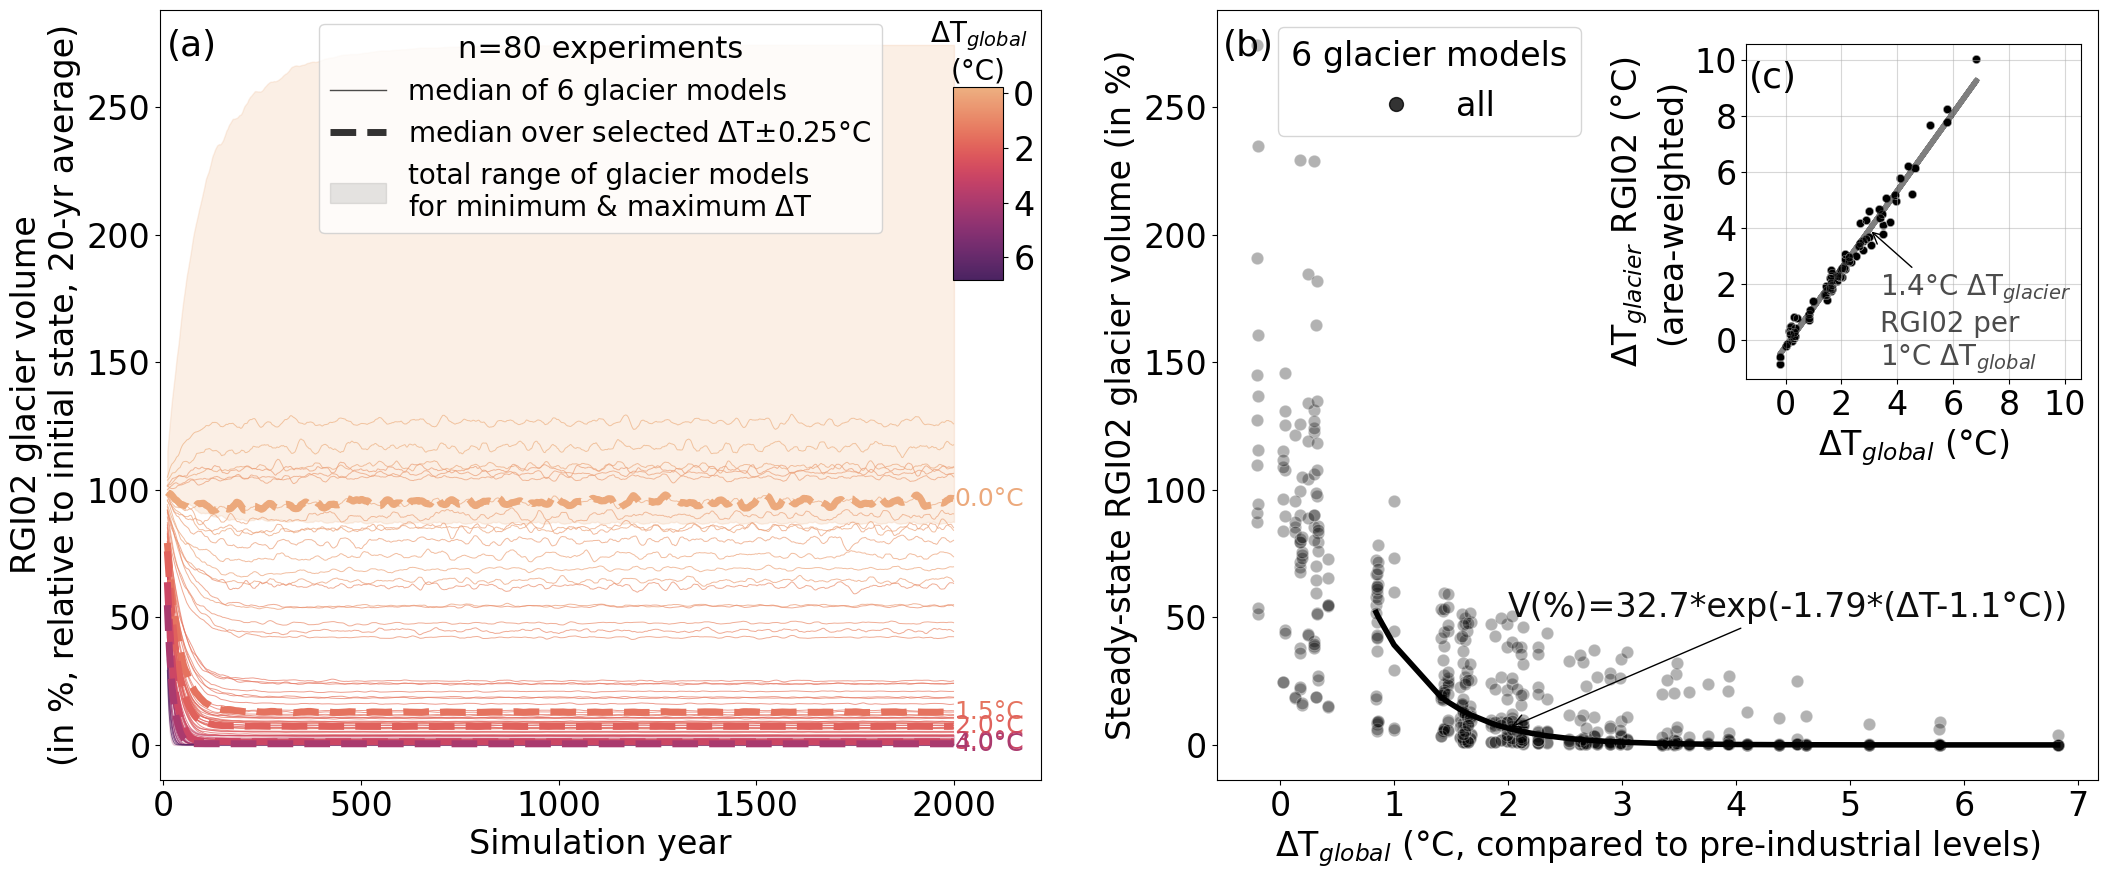 (a)
n=80 experiments
median of 6 glacier models
median over selected ΔT±0.25°C
total range of glacier models
for minimum & maximum ΔT
ΔT_global
(°C)
0
2
4
6
RGI02 glacier volume
(in %, relative to initial state, 20-yr average)
250
200
150
100
50
0
0.0°C
1.5°C
2.0°C
4.0°C
0
500
1000
1500
2000
Simulation year
(b)
6 glacier models
all
Steady-state RGI02 glacier volume (in %)
250
200
150
100
50
0
V(%)=32.7*exp(-1.79*(ΔT-1.1°C))
0
1
2
3
4
5
6
7
ΔT_global (°C, compared to pre-industrial levels)
(c)
ΔT_glacier RGI02 (°C)
(area-weighted)
10
8
6
4
2
0
1.4°C ΔT_glacier
RGI02 per
1°C ΔT_global
0
2
4
6
8
10
ΔT_global (°C)